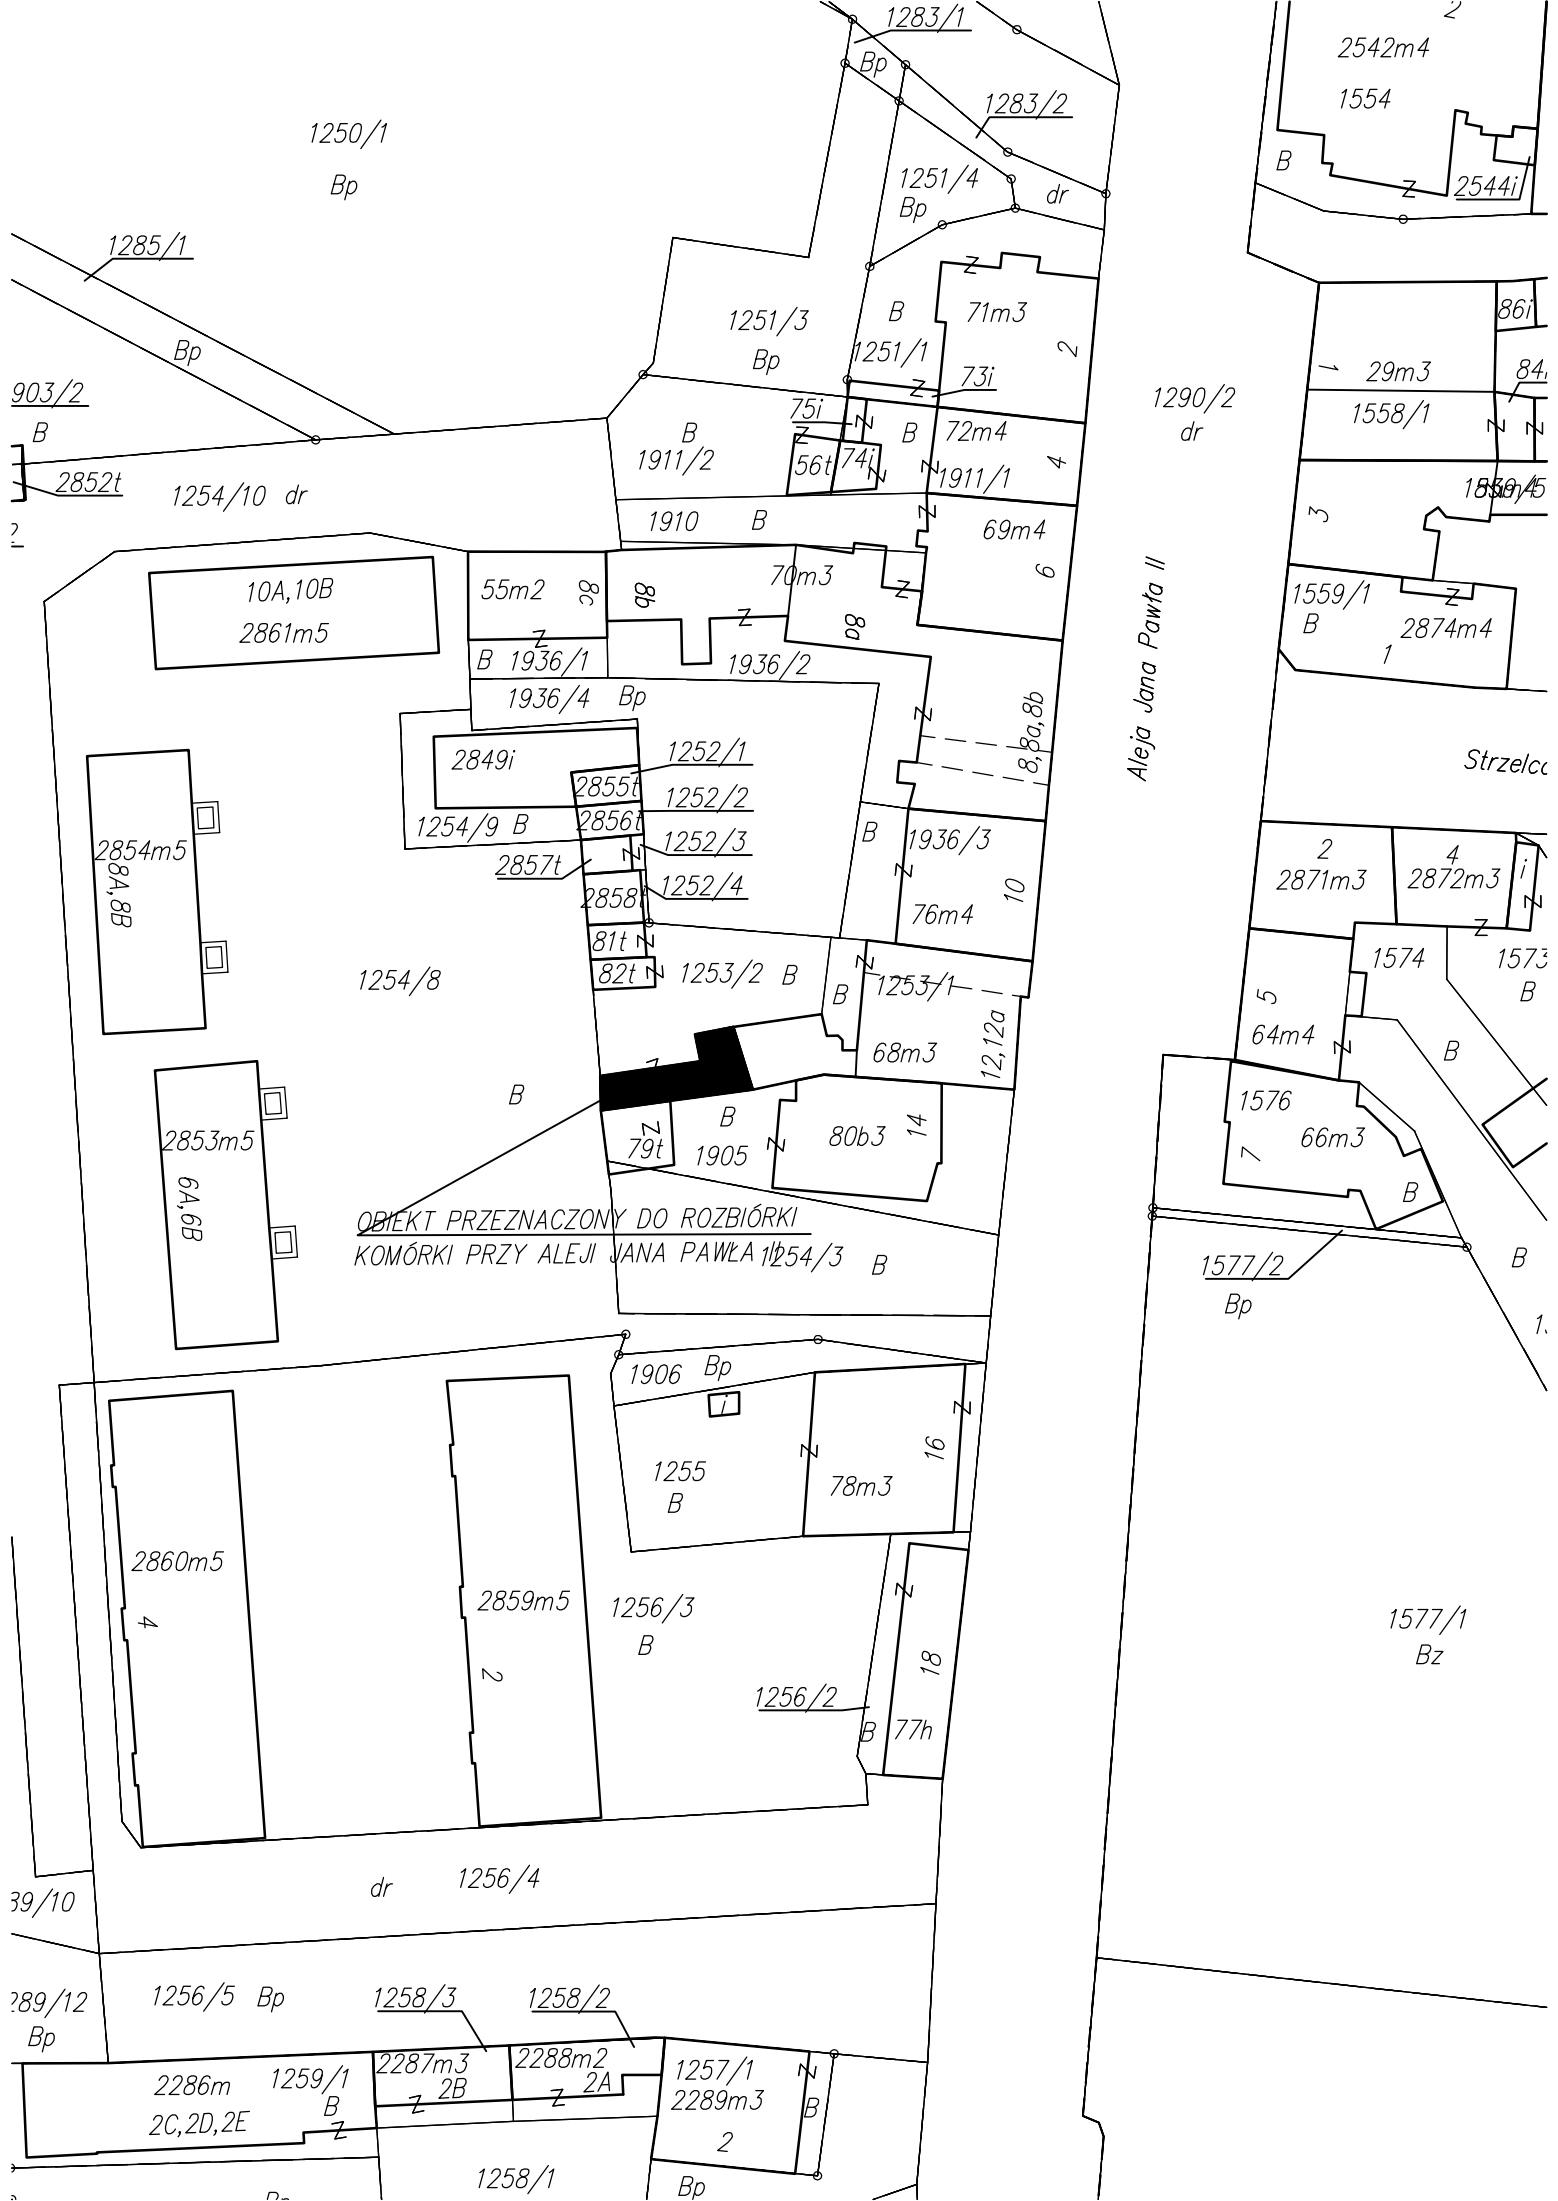 1283/1
2
2542m4
Bp
1554
1283/2
1250/1
B
1251/4
Bp
dr
Bp
2544i
1285/1
86i
71m3
B
1251/3
2
1251/1
Bp
Bp
1
29m3
84i
73i
903/2
1290/2
75i
1558/1
B
dr
B
B
72m4
1911/2
56t
74i
4
1911/1
2852t
1254/10 dr
3
1910
B
69m4
6
70m3
10A,10B
55m2
8c
8b
1559/1
8a
B
2874m4
2861m5
1
B
1936/1
1936/2
Aleja Jana Pawła II
1936/4
Bp
8,8a,8b
1252/1
2849i
Strzelco
2855t
1252/2
2856t
1254/9 B
B
1936/3
1252/3
2857t
2854m5
8A,8B
2
4
i
2871m3
2872m3
1252/4
2858t
10
76m4
81t
82t
1253/2
B
1574
1573
1254/8
B
1253/1
5
B
12,12a
64m4
68m3
B
B
1576
B
14
80b3
66m3
2853m5
79t
1905
7
6A,6B
B
OBIEKT PRZEZNACZONY DO ROZBIÓRKI
KOMÓRKI PRZY ALEJI JANA PAWŁA II
1254/3
B
B
1577/2
Bp
1906
Bp
i
16
1255
78m3
B
2860m5
2859m5
1256/3
4
B
1577/1
Bz
2
18
1256/2
B
77h
dr
1256/4
39/10
289/12
1256/5
Bp
1258/3
1258/2
Bp
2287m3
2288m2
1257/1
2286m
1259/1
2B
2A
2289m3
B
B
2C,2D,2E
2
1258/1
Bp